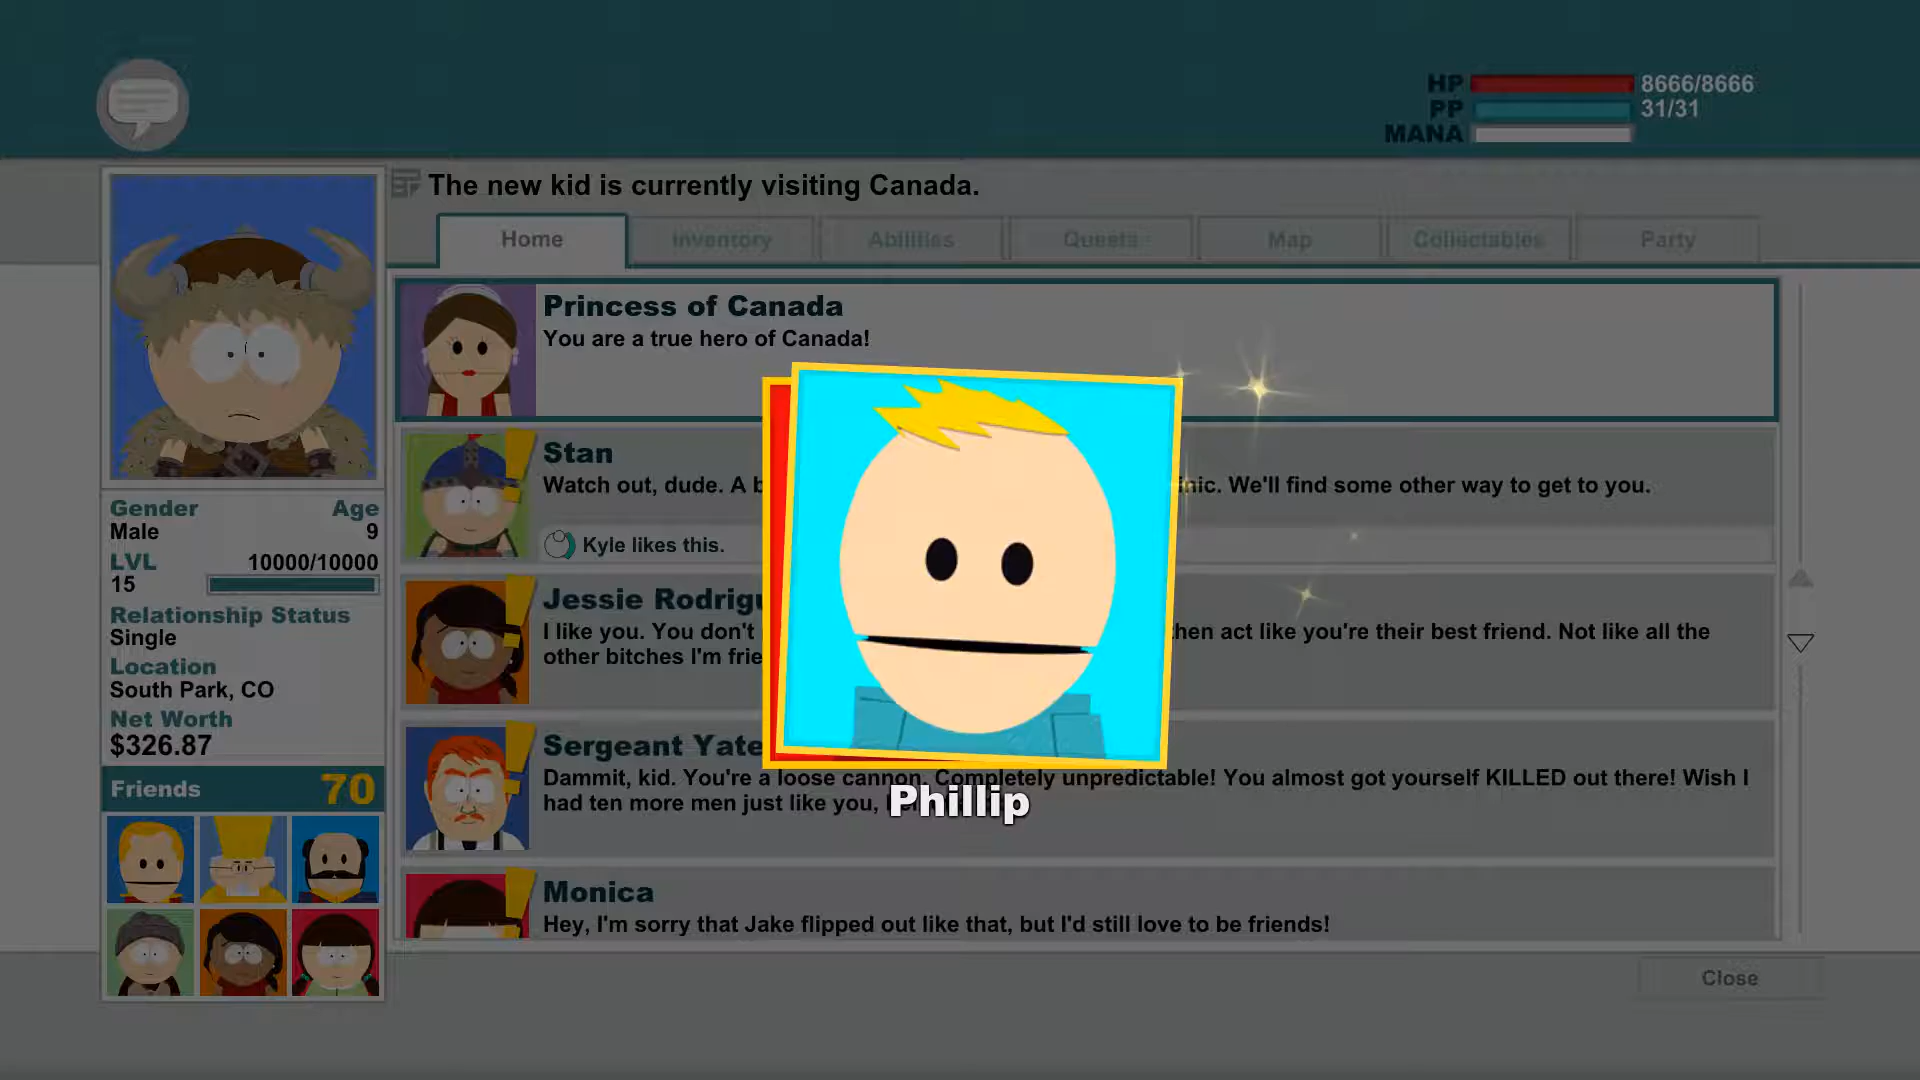 HP 8666/8666
PP 31/31
MANA
The new kid is currently visiting Canada.
Home Inventory Abilities Quests Map Collectables Party
Princess of Canada
You are a true hero of Canada!
Stan
Watch out, dude. A We'll find some other way to get to you.
Kyle likes this.
Jessie
I like you. You don't then act like you're their best friend. Not like all the
other bitches I'm
Sergeant
Dammit, kid. You're a loose cannon. Completely unpredictable! You almost got yourself KILLED out there! Wish I
had ten more men just like you,
Phillip
Monica
Hey, I'm sorry that Jake flipped out like that, but I'd still love to be friends!
Gender Age
Male 9
LVL 10000/10000
15
Relationship Status
Single
Location
South Park, CO
Net Worth
$326.87
Friends 70
Close